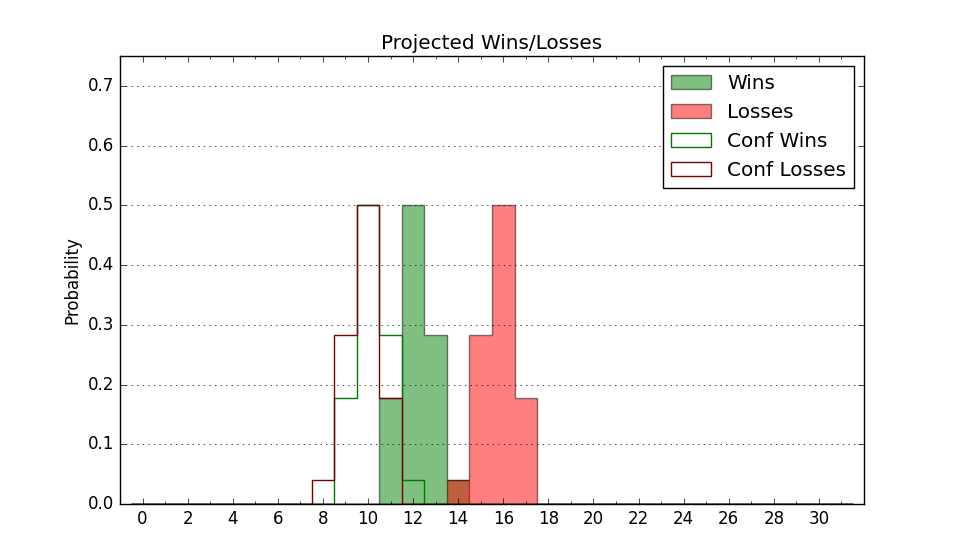 Projected Wins/Losses
Wins
Losses
Conf Wins
Conf Losses
Probability
0.7
0.6
0.5
0.4
0.3
0.2
0.1
0.0
0 2 4 6 8 10 12 14 16 18 20 22 24 26 28 30